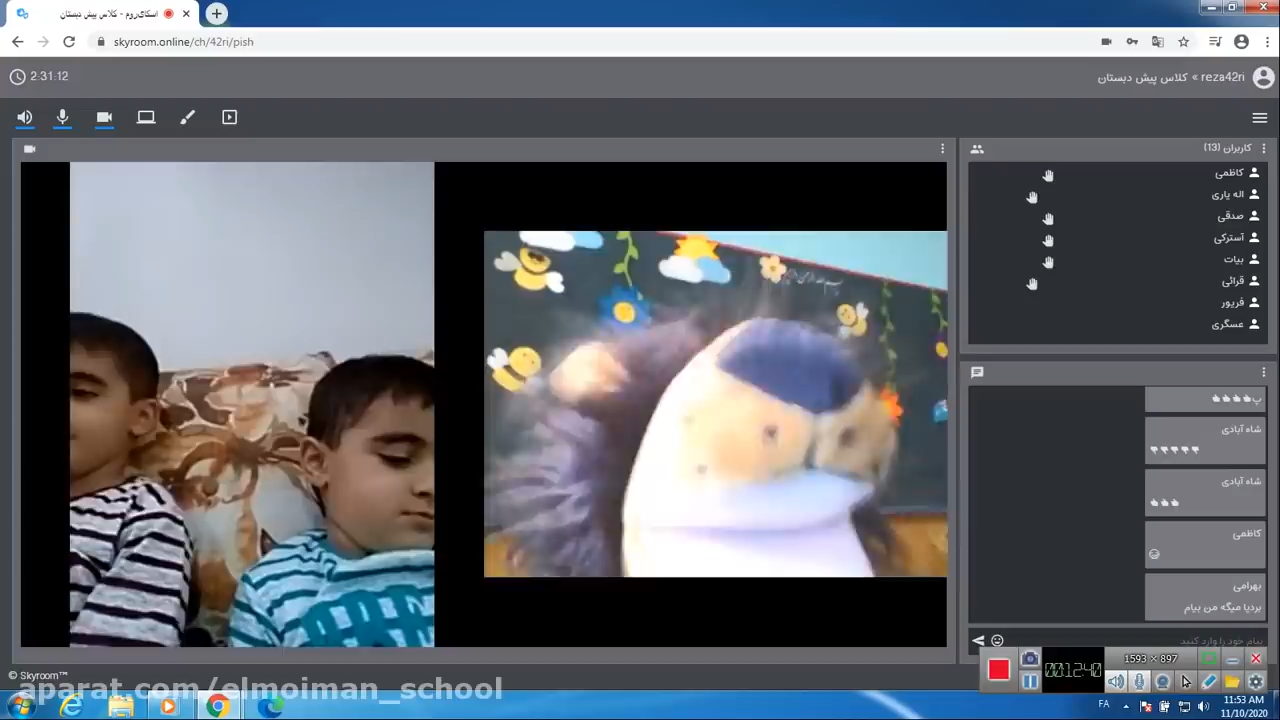 اسکای‌روم - کلاس پیش دبستان
skyroom.online/ch/42ri/pish
2:31:12
reza42ri » کلاس پیش دبستان
کاربران (13)
کاظمی
اله یاری
صدقی
آسترکی
بیات
قرائی
فریور
عسگری
پ
شاه آبادی
شاه آبادی
کاظمی
بهرامی
بردیا میگه من بیام
پیام خود را وارد کنید
© Skyroom™
1593 × 897
00:12:40
aparat.com/elmoiman_school
FA
11:53 AM
11/10/2020